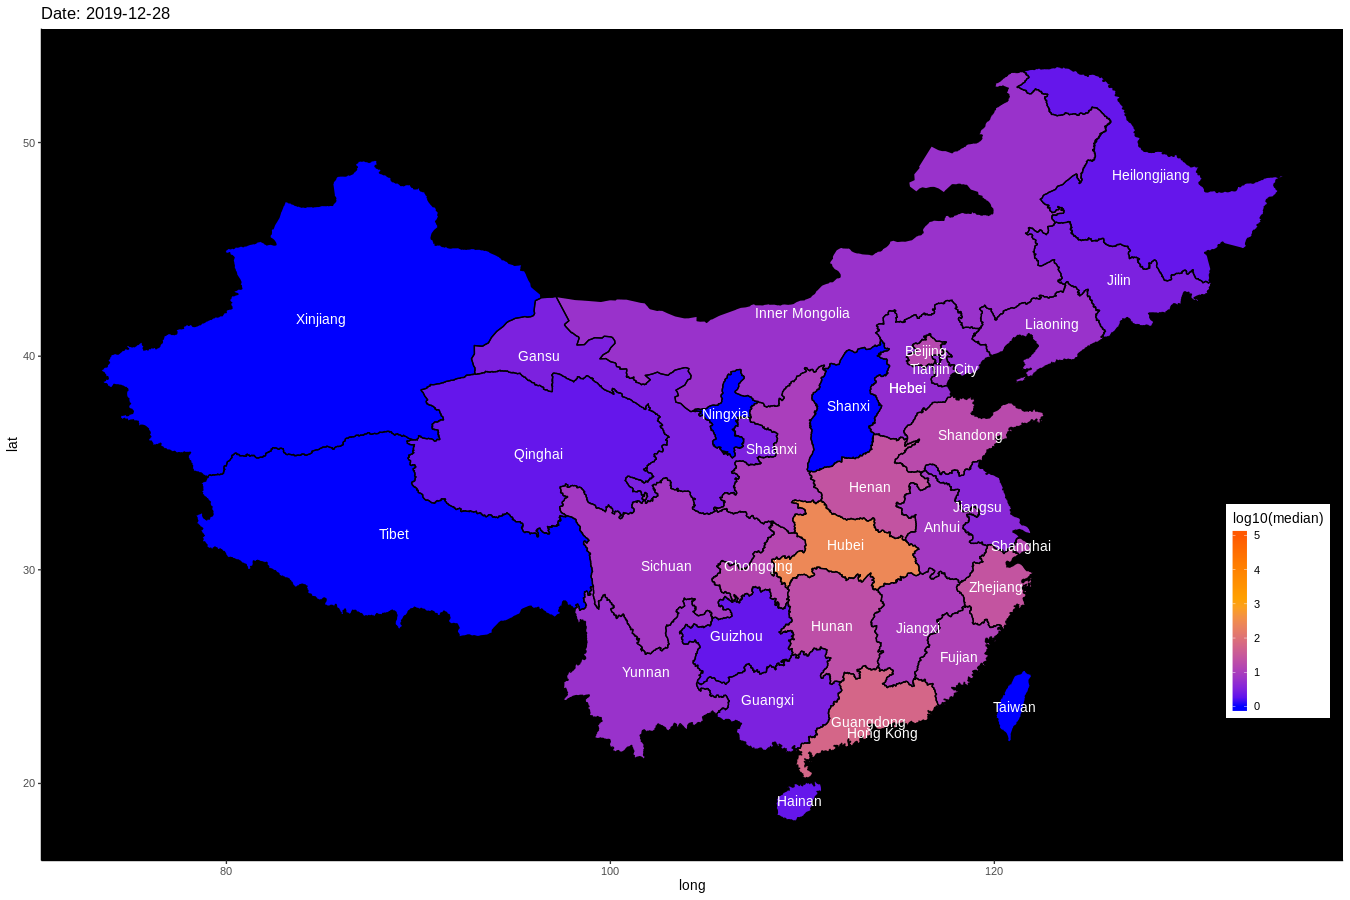 Date: 2019-12-28
50
40
30
20
lat
80
100
120
long
Heilongjiang
Jilin
Xinjiang
Inner Mongolia
Liaoning
Beijing
Gansu
Tianjin City
Hebei
Shanxi
Ningxia
Shandong
Shaanxi
Qinghai
Henan
Jiangsu
Anhui
Tibet
Hubei
Shanghai
Sichuan
Chongqing
Zhejiang
Hunan
Jiangxi
Guizhou
Fujian
Yunnan
Guangxi
Taiwan
Guangdong
Hong Kong
Hainan
log10(median)
5
4
3
2
1
0